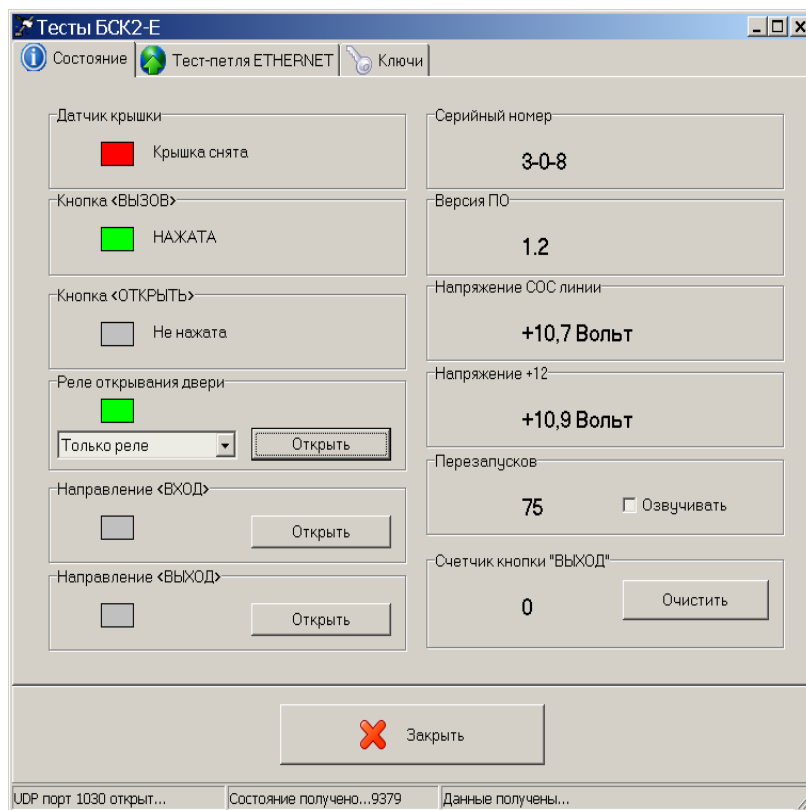 Тесты БСК2-Е
Состояние
Тест-петля ETHERNET
Ключи
Датчик крышки
Крышка снята
Кнопка <ВЫЗОВ>
НАЖАТА
Кнопка <ОТКРЫТЬ>
Не нажата
Реле открывания двери
Только реле
Открыть
Направление <ВХОД>
Открыть
Направление <ВЫХОД>
Открыть
Серийный номер
3-0-8
Версия ПО
1.2
Напряжение СОС линии
+10,7 Вольт
Напряжение +12
+10,9 Вольт
Перезапусков
75
Озвучивать
Счетчик кнопки "ВЫХОД"
0
Очистить
Закрыть
UDP порт 1030 открыт...
Состояние получено...9379
Данные получены...